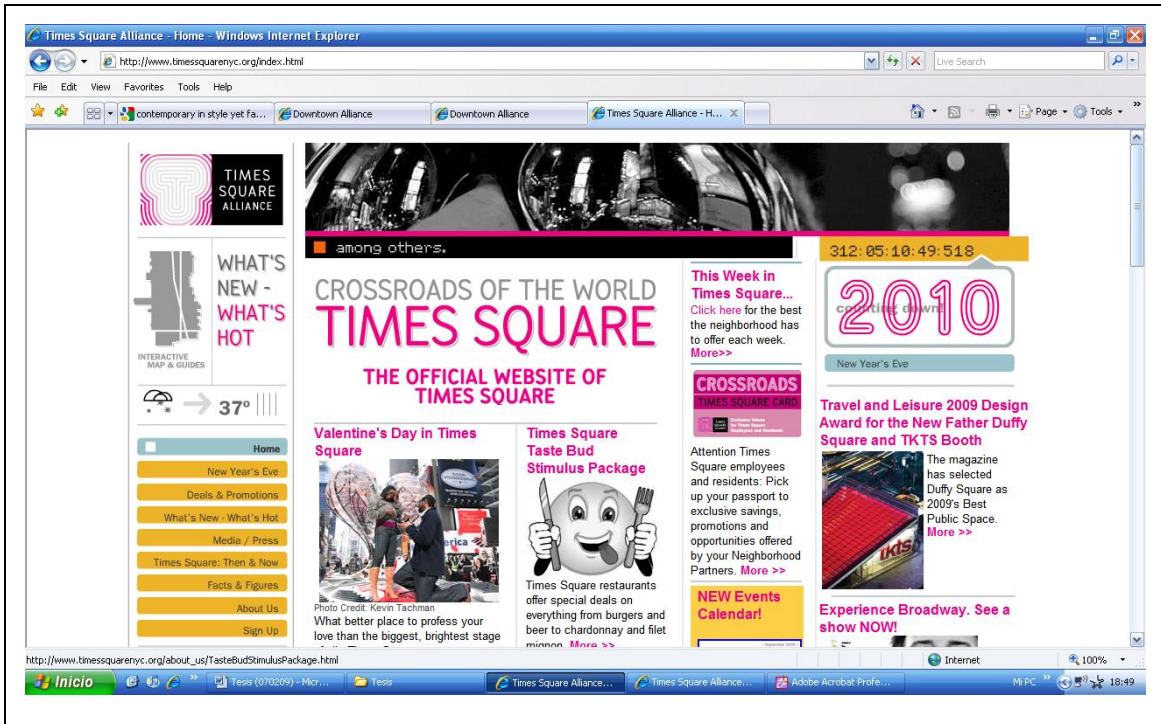 Times Square Alliance - Home - Windows Internet Explorer
http://www.timessquarenyc.org/index.html
Live Search
File Edit View Favorites Tools Help
contemporary in style yet fa...
Downtown Alliance
Downtown Alliance
Times Square Alliance - H...
Page
Tools
TIMES
SQUARE
ALLIANCE
WHAT'S
NEW -
WHAT'S
HOT
INTERACTIVE
MAP & GUIDES
37º
Home
New Year's Eve
Deals & Promotions
What's New - What's Hot
Media / Press
Times Square: Then & Now
Facts & Figures
About Us
Sign Up
among others.
CROSSROADS OF THE WORLD
TIMES SQUARE
THE OFFICIAL WEBSITE OF
TIMES SQUARE
Valentine's Day in Times
Square
erica
Photo Credit: Kevin Tachman
What better place to profess your
love than the biggest, brightest stage
Times Square
Taste Bud
Stimulus Package
Times Square restaurants
offer special deals on
everything from burgers and
beer to chardonnay and filet
mignon. More >>
This Week in
Times Square...
Click here for the best
the neighborhood has
to offer each week.
More>>
CROSSROADS
TIMES SQUARE CARD
Attention Times
Square employees
and residents: Pick
up your passport to
exclusive savings,
promotions and
opportunities offered
by your Neighborhood
Partners. More >>
NEW Events
Calendar!
312:05:10:49:518
2010
counting down!
New Year's Eve
Travel and Leisure 2009 Design
Award for the New Father Duffy
Square and TKTS Booth
tkts
The magazine
has selected
Duffy Square as
2009's Best
Public Space.
More >>
Experience Broadway. See a
show NOW!
http://www.timessquarenyc.org/about_us/TasteBudStimulusPackage.html
Internet
100%
Inicio
Tesis (070209) - Micr...
Tesis
Times Square Alliance...
Times Square Alliance...
Adobe Acrobat Profe...
Mi PC
18:49